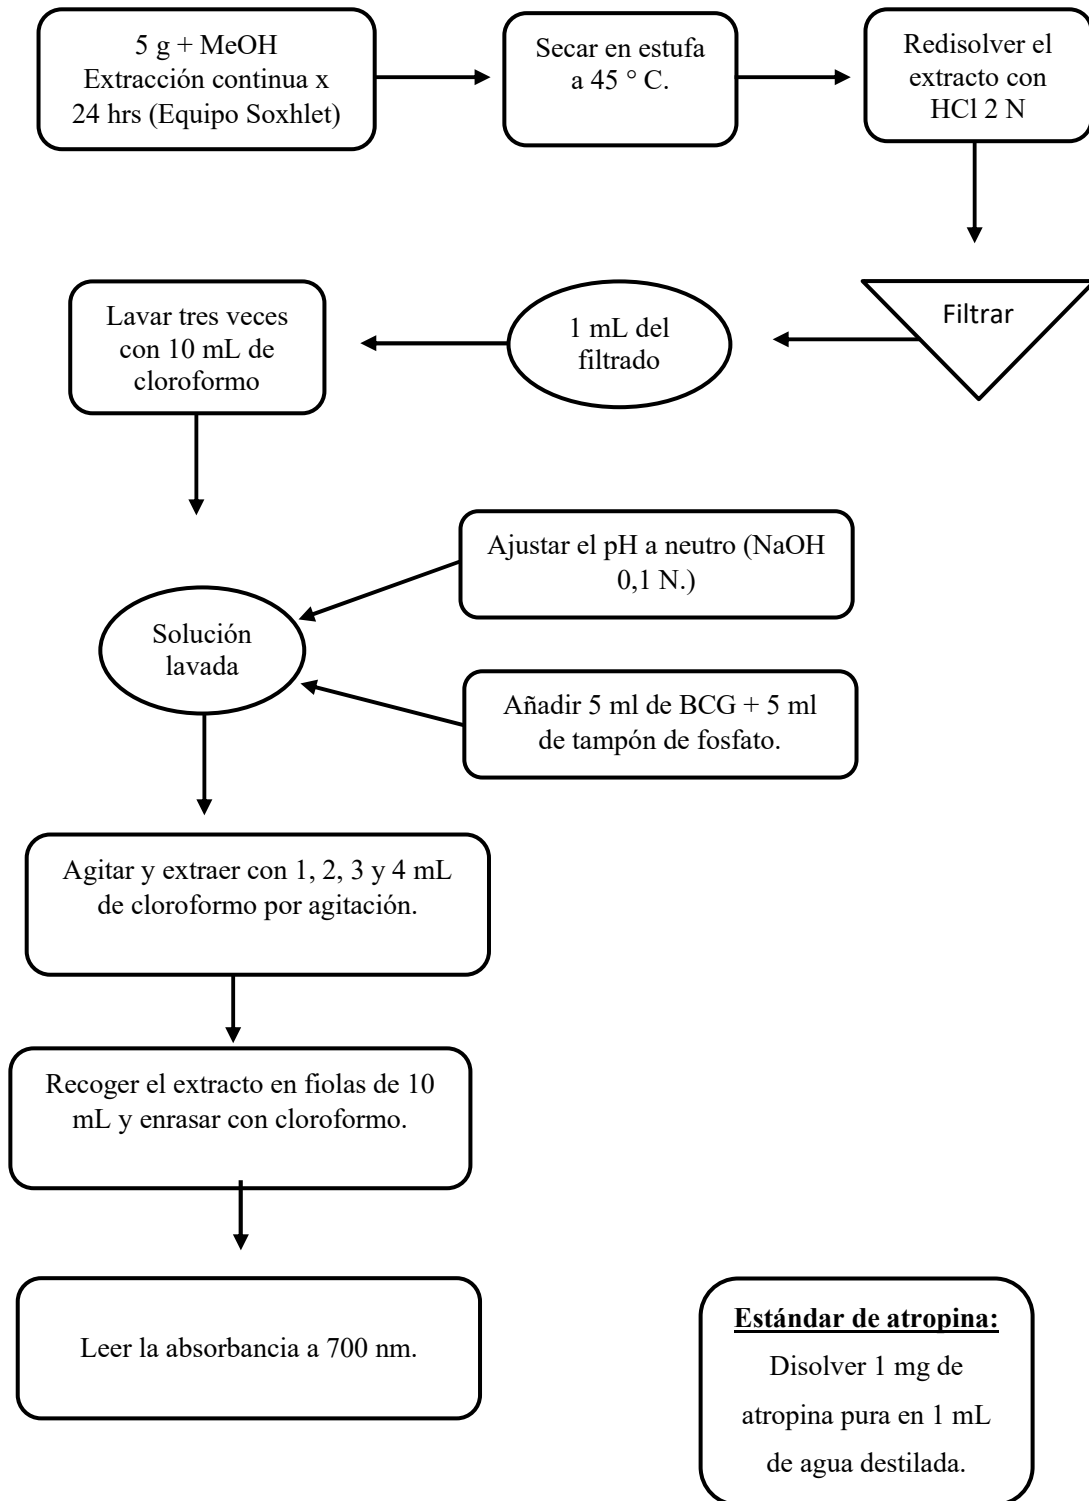 5 g + MeOH
Extracción continua x
24 hrs (Equipo Soxhlet)
Secar en estufa
a 45 ° C.
Redisolver el
extracto con
HCl 2 N
Filtrar
1 mL del
filtrado
Lavar tres veces
con 10 mL de
cloroformo
Ajustar el pH a neutro (NaOH
0,1 N.)
Solución
lavada
Añadir 5 ml de BCG + 5 ml
de tampón de fosfato.
Agitar y extraer con 1, 2, 3 y 4 mL
de cloroformo por agitación.
Recoger el extracto en fiolas de 10
mL y enrasar con cloroformo.
Leer la absorbancia a 700 nm.
Estándar de atropina:
Disolver 1 mg de
atropina pura en 1 mL
de agua destilada.